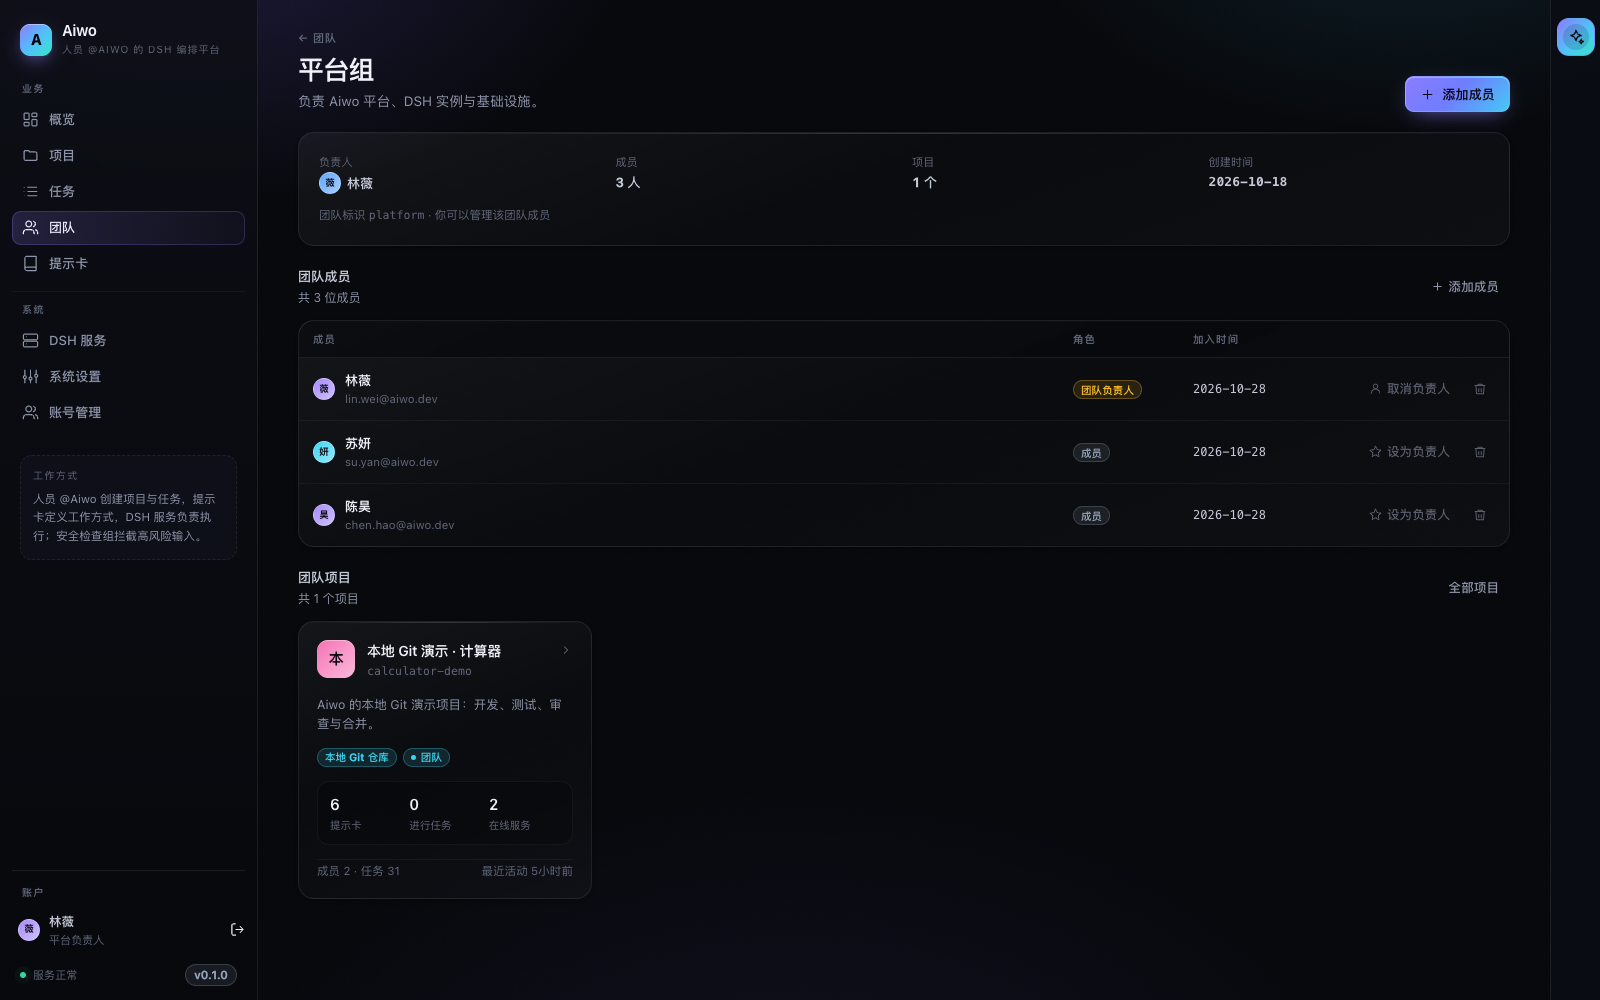 A
Aiwo
人员 @AIWO 的 DSH 编排平台
业务
概览
项目
任务
团队
提示卡
系统
DSH 服务
系统设置
账号管理
工作方式
人员 @Aiwo 创建项目与任务，提示
卡定义工作方式，DSH 服务负责执
行；安全检查组拦截高风险输入。
账户
薇
林薇
平台负责人
服务正常
v0.1.0
← 团队
平台组
负责 Aiwo 平台、DSH 实例与基础设施。
+ 添加成员
负责人
成员
项目
创建时间
薇 林薇
3 人
1 个
2026-10-18
团队标识 platform · 你可以管理该团队成员
团队成员
共 3 位成员
+ 添加成员
成员
角色
加入时间
薇
林薇
lin.wei@aiwo.dev
团队负责人
2026-10-28
取消负责人
妍
苏妍
su.yan@aiwo.dev
成员
2026-10-28
设为负责人
昊
陈昊
chen.hao@aiwo.dev
成员
2026-10-28
设为负责人
团队项目
共 1 个项目
全部项目
本
本地 Git 演示 · 计算器
calculator-demo
Aiwo 的本地 Git 演示项目：开发、测试、审
查与合并。
本地 Git 仓库
团队
6
0
2
提示卡
进行任务
在线服务
成员 2 · 任务 31
最近活动 5小时前